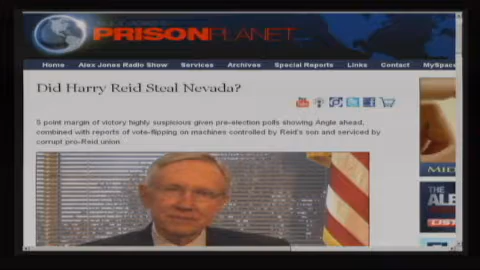 PRISONPLANET
Home Alex Jones Radio Show Services Archives Special Reports Links Contact MySpace
Did Harry Reid Steal Nevada?
5 point margin of victory highly suspicious given pre-election polls showing Angle ahead,
combined with reports of vote-flipping on machines controlled by Reid's son and serviced by
corrupt pro-Reid union
THE